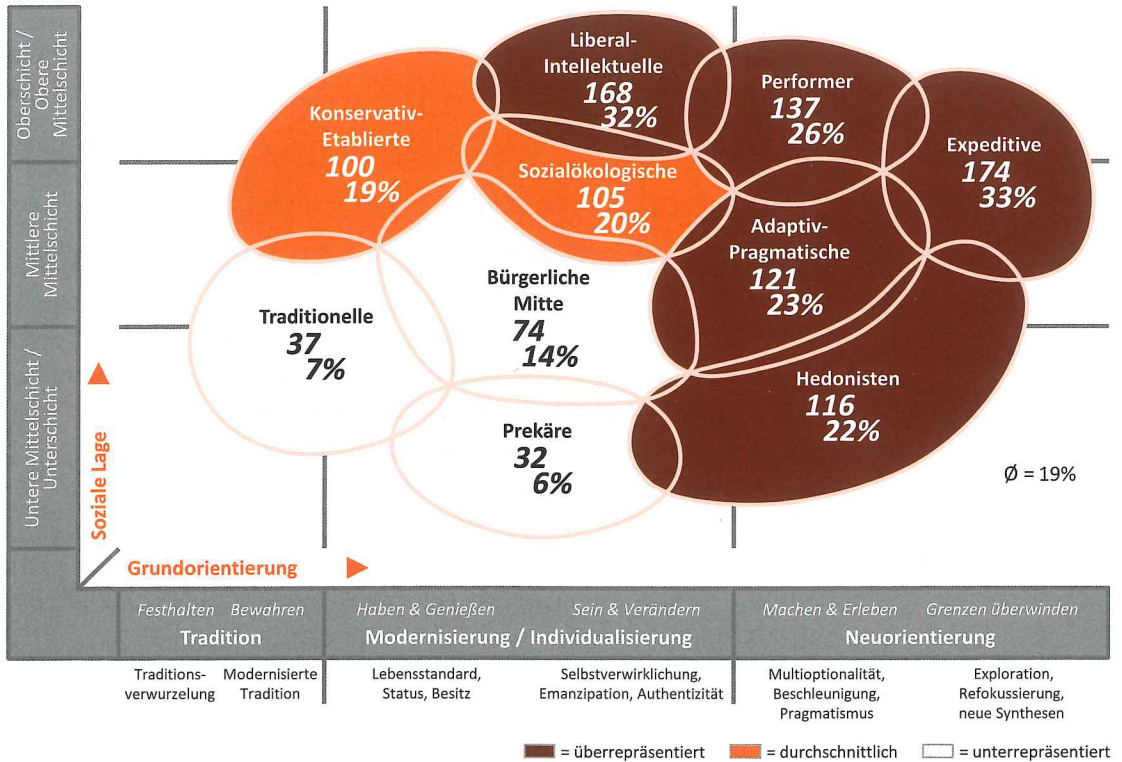 Oberschicht /
Obere
Mittelschicht
Mittlere
Mittelschicht
Untere Mittelschicht /
Unterschicht
Soziale Lage
Liberal-
Intellektuelle
168
32%
Performer
137
26%
Konservativ-
Etablierte
100
19%
Expeditive
174
33%
Sozialökologische
105
20%
Adaptiv-
Pragmatische
121
23%
Bürgerliche
Mitte
74
14%
Traditionelle
37
7%
Hedonisten
116
22%
Prekäre
32
6%
Ø = 19%
Grundorientierung
Festhalten Bewahren
Tradition
Haben & Genießen Sein & Verändern
Modernisierung / Individualisierung
Machen & Erleben Grenzen überwinden
Neuorientierung
Traditions-
verwurzelung
Modernisierte
Tradition
Lebensstandard,
Status, Besitz
Selbstverwirklichung,
Emanzipation, Authentizität
Multioptionalität,
Beschleunigung,
Pragmatismus
Exploration,
Refokussierung,
neue Synthesen
= überrepräsentiert = durchschnittlich = unterrepräsentiert